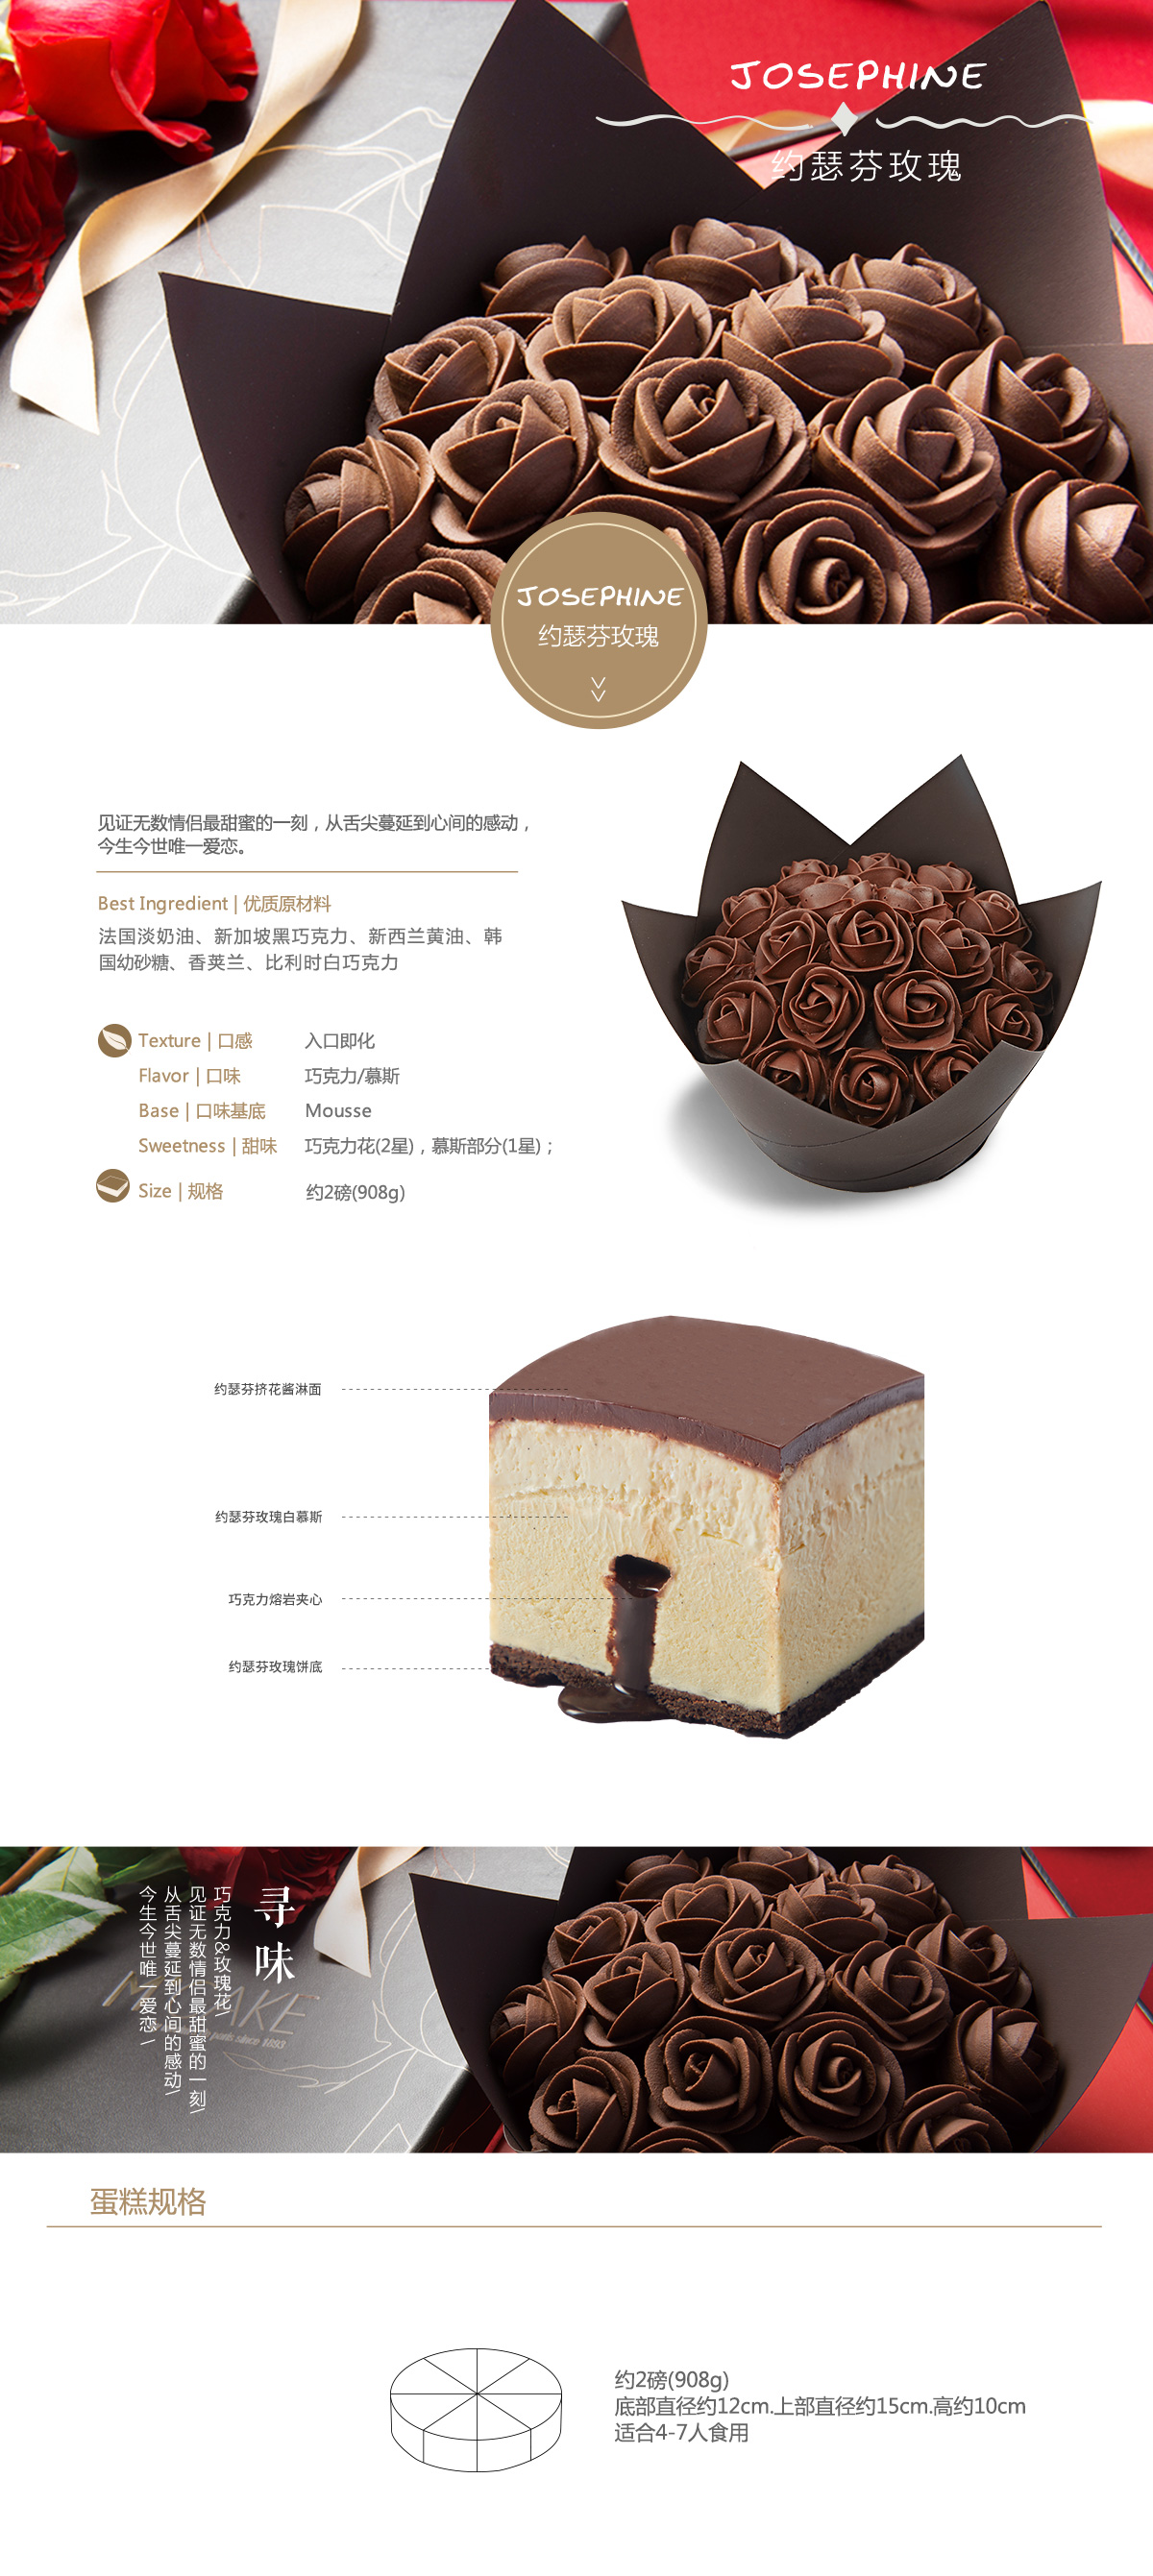 JOSEPHINE
约瑟芬玫瑰
JOSEPHINE
约瑟芬玫瑰
见证无数情侣最甜蜜的一刻，从舌尖蔓延到心间的感动，
今生今世唯一爱恋。
Best Ingredient | 优质原材料
法国淡奶油、新加坡黑巧克力、新西兰黄油、韩
国幼砂糖、香荚兰、比利时白巧克力
Texture | 口感 入口即化
Flavor | 口味 巧克力/慕斯
Base | 口味基底 Mousse
Sweetness | 甜味 巧克力花(2星)，慕斯部分(1星)；
Size | 规格 约2磅(908g)
约瑟芬挤花酱淋面
约瑟芬玫瑰白慕斯
巧克力熔岩夹心
约瑟芬玫瑰饼底
寻味
巧克力&玫瑰花/
见证无数情侣最甜蜜的一刻/
从舌尖蔓延到心间的感动/
今生今世唯一爱恋/
paris since 1893
蛋糕规格
约2磅(908g)
底部直径约12cm.上部直径约15cm.高约10cm
适合4-7人食用